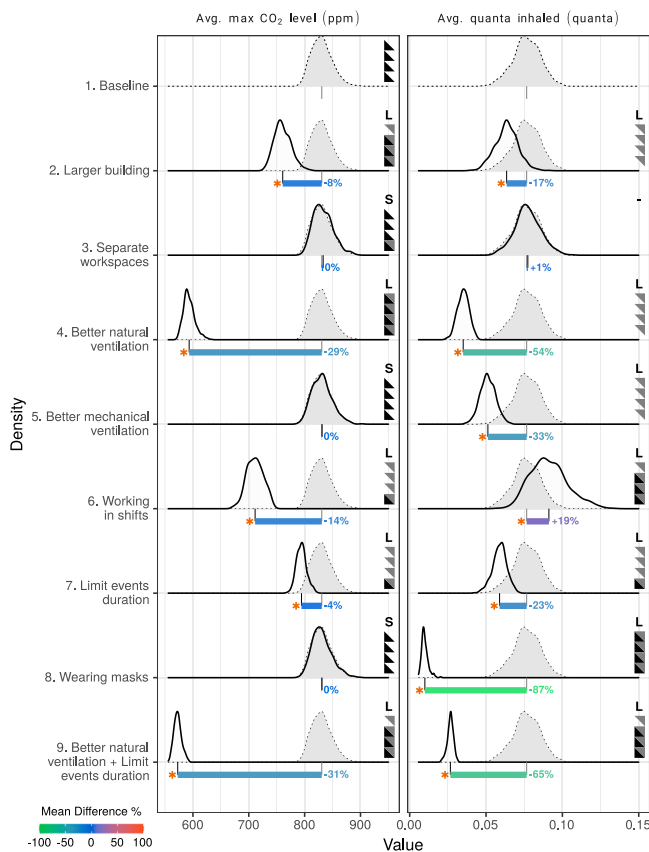 Avg. max CO₂ level (ppm)
Avg. quanta inhaled (quanta)
1. Baseline
L
L
2. Larger building
*
-8%
*
-17%
S
-
3. Separate
workspaces
0%
+1%
L
L
4. Better natural
ventilation
*
-29%
*
-54%
S
L
5. Better mechanical
ventilation
0%
*
-33%
L
L
6. Working
in shifts
*
-14%
*
+19%
L
L
7. Limit events
duration
*
-4%
*
-23%
S
L
8. Wearing masks
0%
*
-87%
L
L
9. Better natural
ventilation + Limit
events duration
*
-31%
*
-65%
Density
Mean Difference %
-100 -50 0 50 100
600 700 800 900
0.00 0.05 0.10 0.15
Value